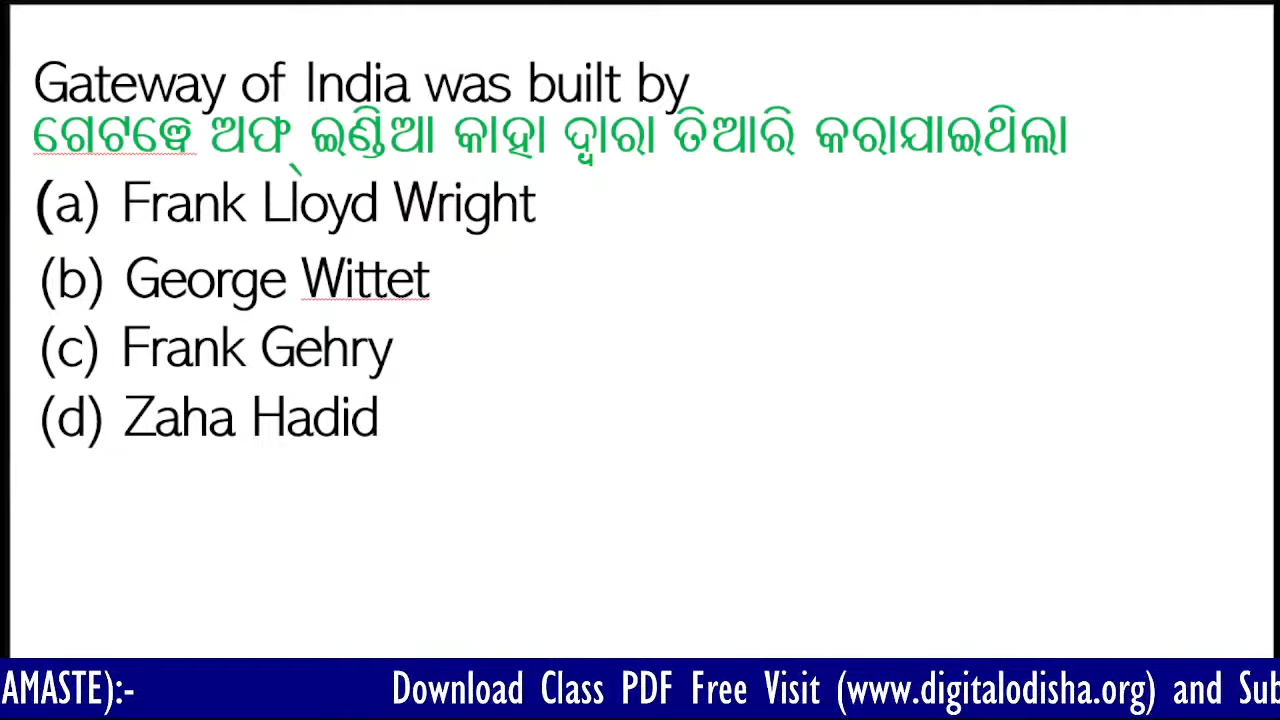 Gateway of India was built by
ଗେଟୱେ ଅଫ୍ ଇଣ୍ଡିଆ କାହା ଦ୍ୱାରା ତିଆରି କରାଯାଇଥିଲା
(a) Frank Lloyd Wright
(b) George Wittet
(c) Frank Gehry
(d) Zaha Hadid
AMASTE):- Download Class PDF Free Visit (www.digitalodisha.org) and Sub